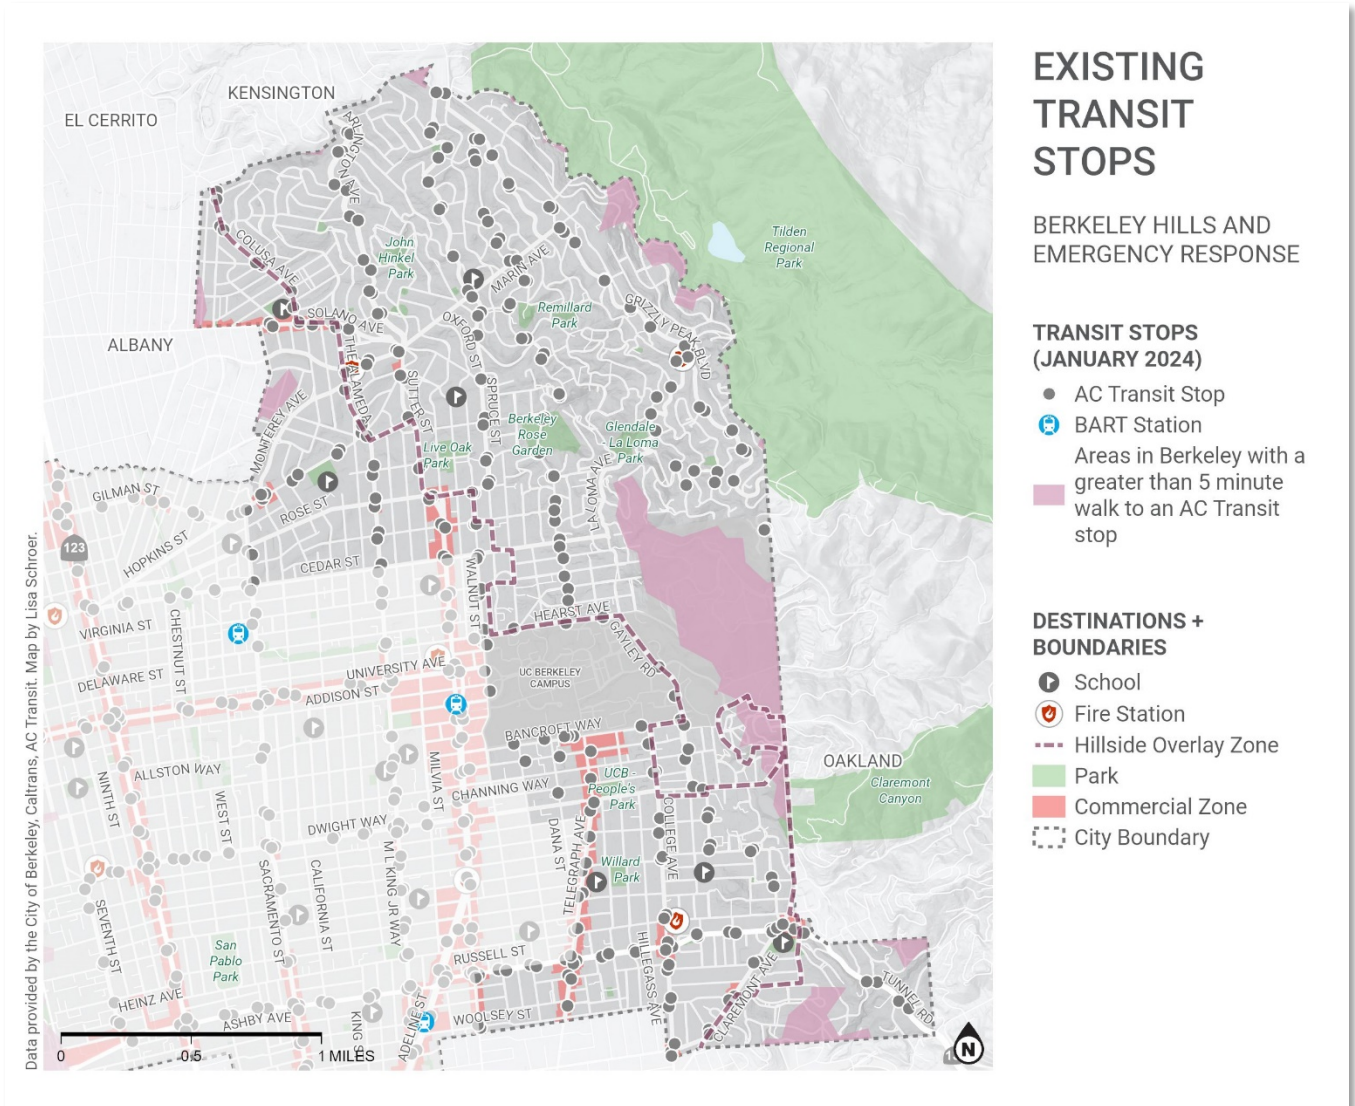 EXISTING
TRANSIT
STOPS
BERKELEY HILLS AND
EMERGENCY RESPONSE
TRANSIT STOPS
(JANUARY 2024)
AC Transit Stop
BART Station
Areas in Berkeley with a
greater than 5 minute
walk to an AC Transit
stop
DESTINATIONS +
BOUNDARIES
School
Fire Station
Hillside Overlay Zone
Park
Commercial Zone
City Boundary
KENSINGTON
EL CERRITO
ARLINGTON AVE
Tilden
Regional
Park
COLUSA AVE
John
Hinkel
Park
MARIN AVE
GRIZZLY PEAK BLVD
Remillard
Park
SOLANO AVE
OXFORD ST
ALBANY
THE ALAMEDA
SUTTER ST
SPRUCE ST
MONTEREY AVE
Berkeley
Rose
Garden
Glendale
La Loma
Park
Live Oak
Park
LA LOMA AVE
GILMAN ST
ROSE ST
123
HOPKINS ST
CEDAR ST
WALNUT ST
HEARST AVE
VIRGINIA ST
CHESTNUT ST
GAYLEY RD
DELAWARE ST
UNIVERSITY AVE
ADDISON ST
UC BERKELEY
CAMPUS
BANCROFT WAY
OAKLAND
Claremont
Canyon
ALLSTON WAY
MILVIA ST
UCB -
People's
Park
CHANNING WAY
NINTH ST
WEST ST
DWIGHT WAY
DANA ST
TELEGRAPH AVE
COLLEGE AVE
Willard
Park
SACRAMENTO ST
CALIFORNIA ST
M L KING JR WAY
SEVENTH ST
San
Pablo
Park
RUSSELL ST
HILLEGASS AVE
CLAREMONT AVE
TUNNEL RD
HEINZ AVE
ASHBY AVE
KING ST
ADELINE ST
WOOLSEY ST
0
0.5
1 MILES
N
Data provided by the City of Berkeley, Caltrans, AC Transit. Map by Lisa Schroer.